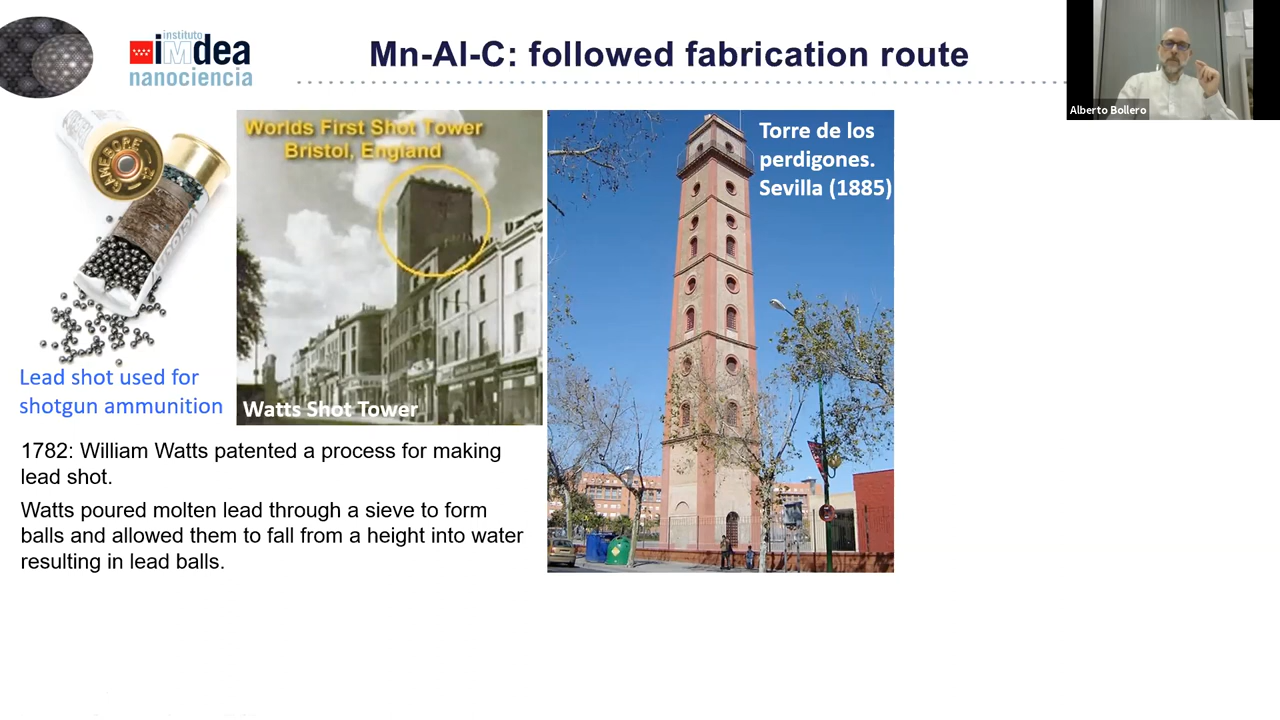 instituto
imdea
nanociencia
Mn-Al-C: followed fabrication route
Alberto Bollero
GAMEBORE
Worlds First Shot Tower
Bristol, England
Watts Shot Tower
Torre de los
perdigones.
Sevilla (1885)
Lead shot used for
shotgun ammunition
1782: William Watts patented a process for making
lead shot.
Watts poured molten lead through a sieve to form
balls and allowed them to fall from a height into water
resulting in lead balls.